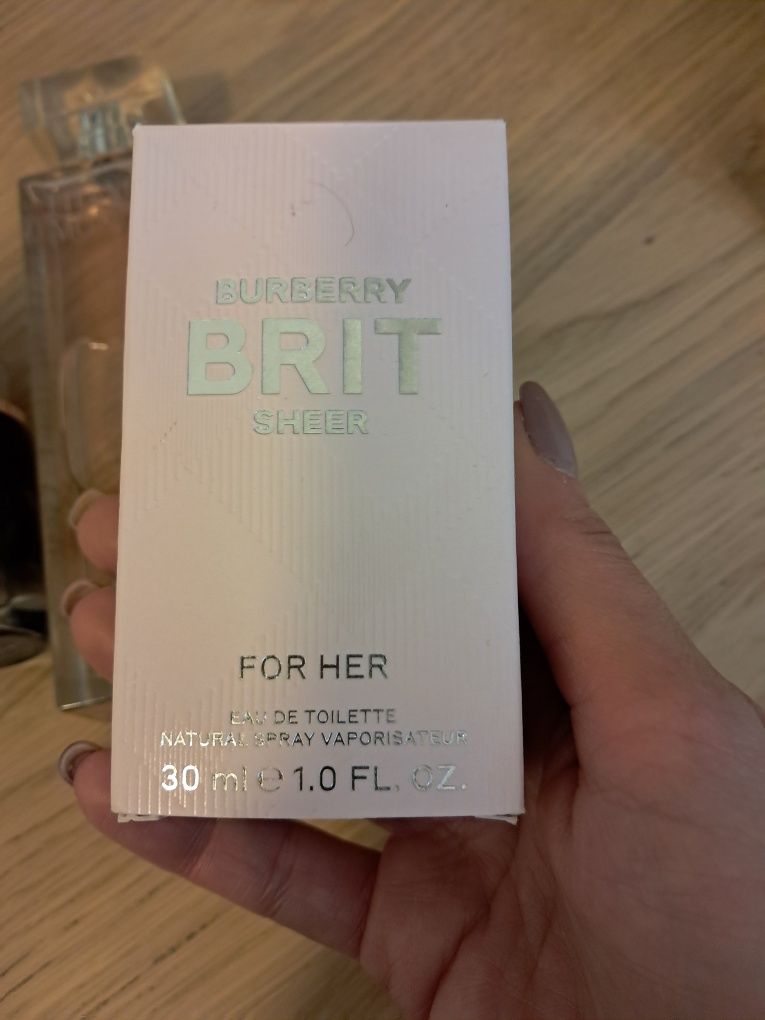 BURBERRY
BRIT
SHEER
FOR HER
EAU DE TOILETTE
NATURAL SPRAY VAPORISATEUR
30 ml ℮ 1.0 FL. OZ.